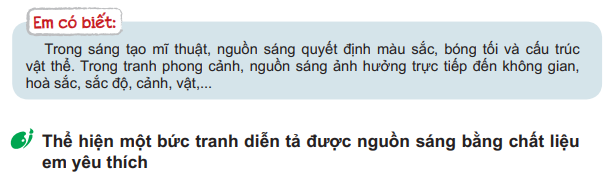 Em có biết:
Trong sáng tạo mĩ thuật, nguồn sáng quyết định màu sắc, bóng tối và cấu trúc
vật thể. Trong tranh phong cảnh, nguồn sáng ảnh hưởng trực tiếp đến không gian,
hoà sắc, sắc độ, cảnh, vật,...
Thể hiện một bức tranh diễn tả được nguồn sáng bằng chất liệu
em yêu thích